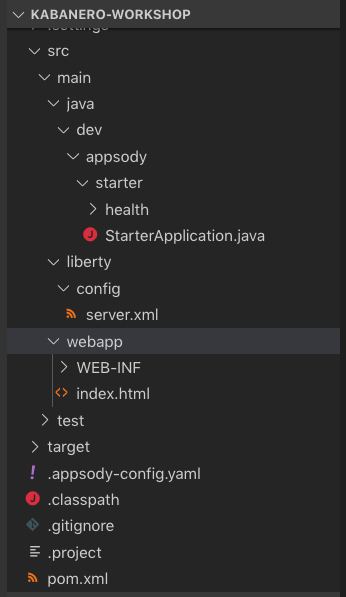 KABANERO-WORKSHOP
.settings
src
main
java
dev
appsody
starter
health
StarterApplication.java
liberty
config
server.xml
webapp
WEB-INF
index.html
test
target
.appsody-config.yaml
.classpath
.gitignore
.project
pom.xml